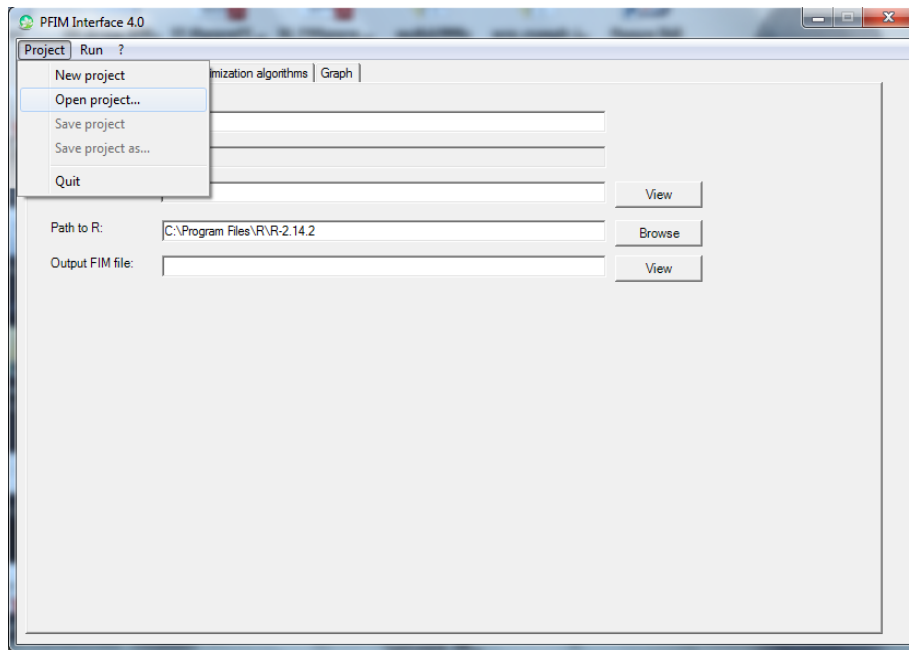 PFIM Interface 4.0
Project Run ?
New project
Open project...
Save project
Save project as...
Quit
algorithms Graph
View
Path to R: C:\Program Files\R\R-2.14.2 Browse
Output FIM file: View